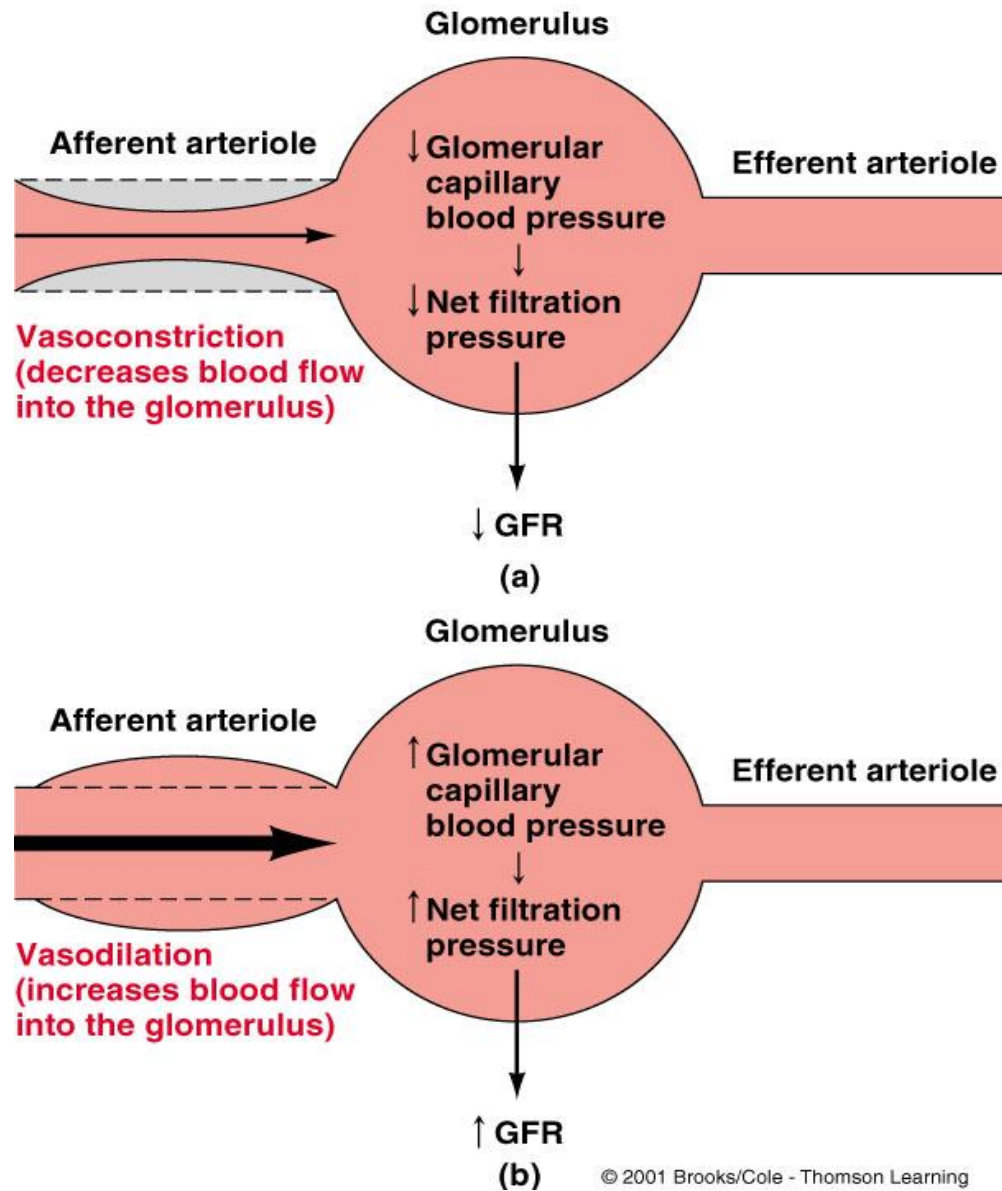 Glomerulus
Afferent arteriole
↓ Glomerular
capillary
blood pressure
↓
↓ Net filtration
pressure
Efferent arteriole
Vasoconstriction
(decreases blood flow
into the glomerulus)
↓ GFR
(a)
Glomerulus
Afferent arteriole
↑ Glomerular
capillary
blood pressure
↓
↑ Net filtration
pressure
Efferent arteriole
Vasodilation
(increases blood flow
into the glomerulus)
↑ GFR
(b)
© 2001 Brooks/Cole - Thomson Learning